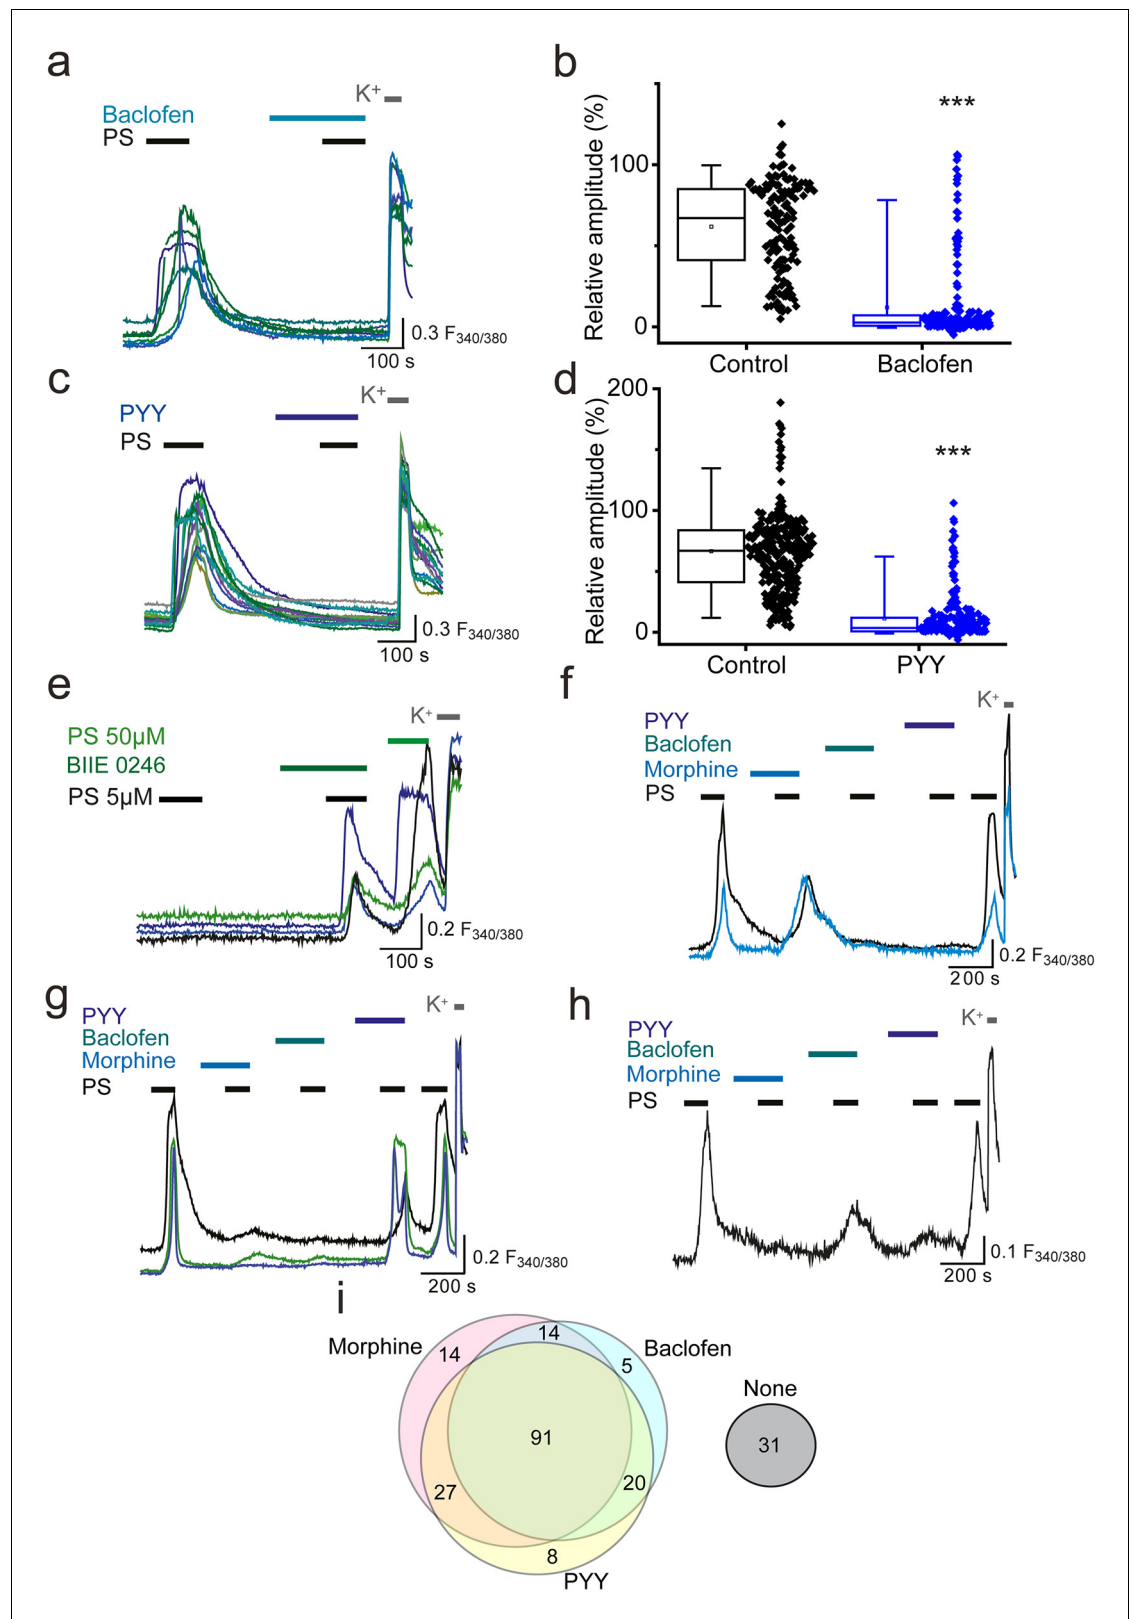 a
K+
Baclofen
PS
0.3 F340/380
100 s
b
Relative amplitude (%)
100
0
***
Control
Baclofen
c
K+
PYY
PS
0.3 F340/380
100 s
d
Relative amplitude (%)
200
100
0
***
Control
PYY
e
K+
PS 50µM
BIIE 0246
PS 5µM
0.2 F340/380
100 s
f
K+
PYY
Baclofen
Morphine
PS
0.2 F340/380
200 s
g
K+
PYY
Baclofen
Morphine
PS
0.2 F340/380
200 s
h
K+
PYY
Baclofen
Morphine
PS
0.1 F340/380
200 s
i
Morphine
14
14
Baclofen
5
None
91
31
27
20
8
PYY